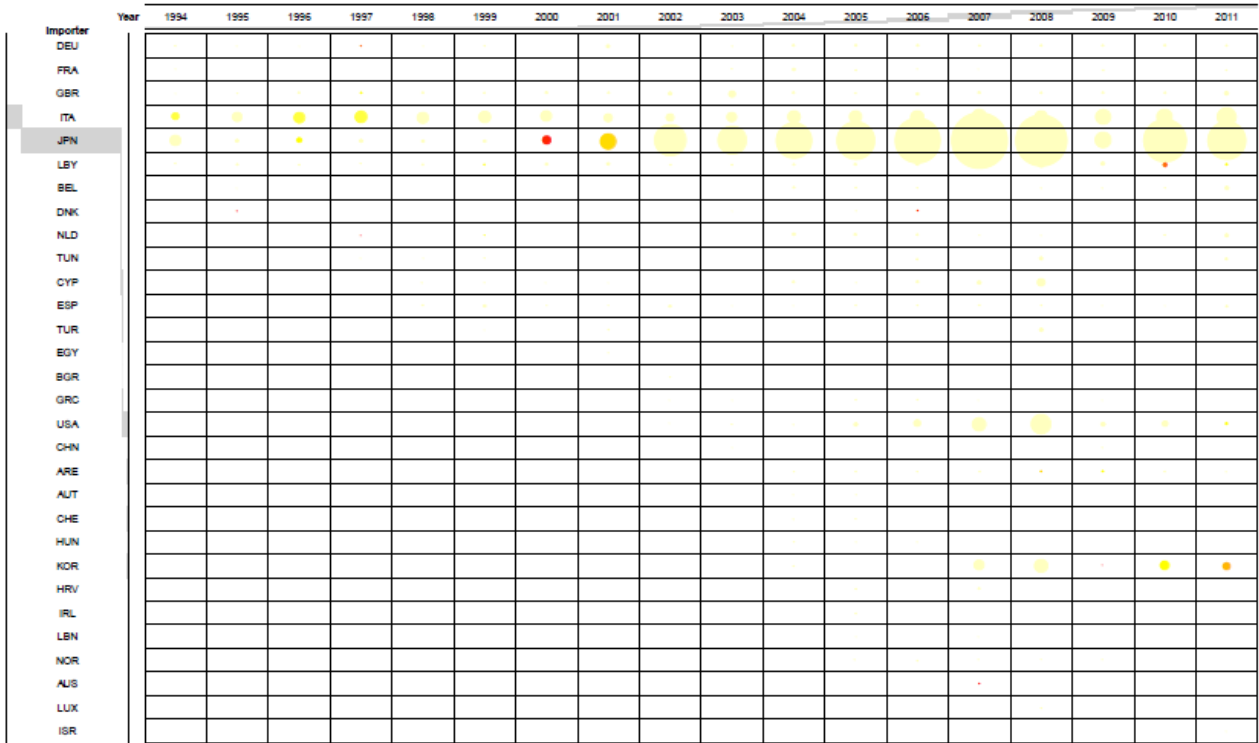 Year 1994 1995 1996 1997 1998 1999 2000 2001 2002 2003 2004 2005 2006 2007 2008 2009 2010 2011
Importer
DEU
FRA
GBR
ITA
JPN
LBY
BEL
DNK
NLD
TUN
CYP
ESP
TUR
EGY
BGR
GRC
USA
CHN
ARE
AUT
CHE
HUN
KOR
HRV
IRL
LBN
NOR
AUS
LUX
ISR